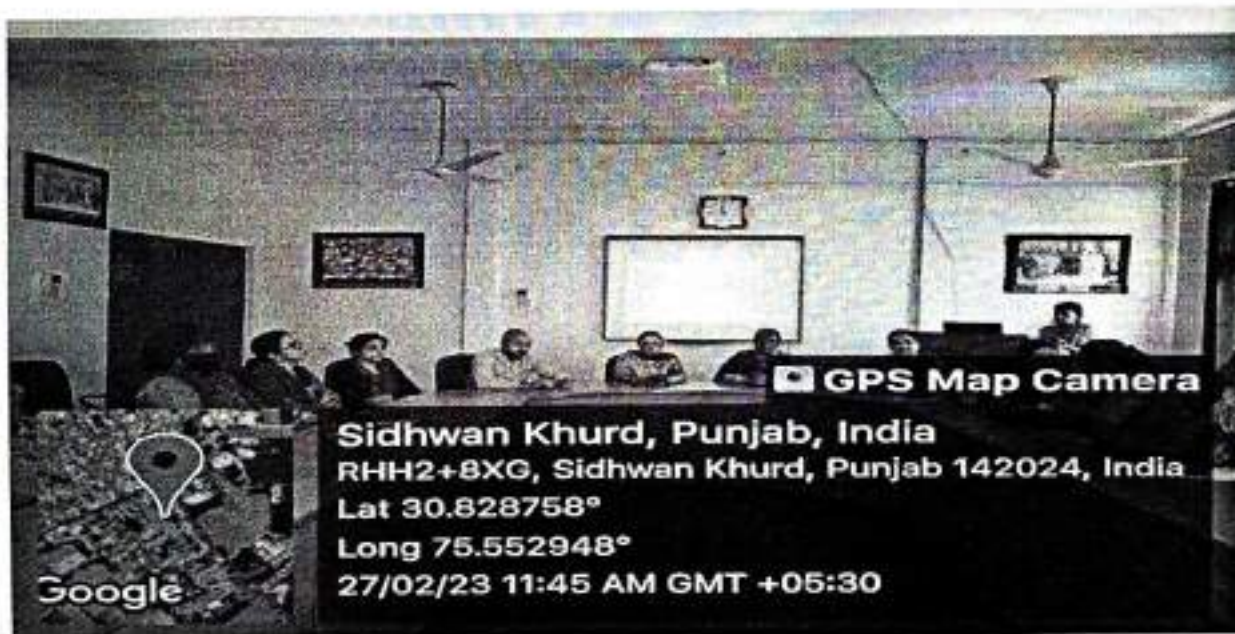 GPS Map Camera
Sidhwan Khurd, Punjab, India
RHH2+8XG, Sidhwan Khurd, Punjab 142024, India
Lat 30.828758°
Long 75.552948°
27/02/23 11:45 AM GMT +05:30
Google